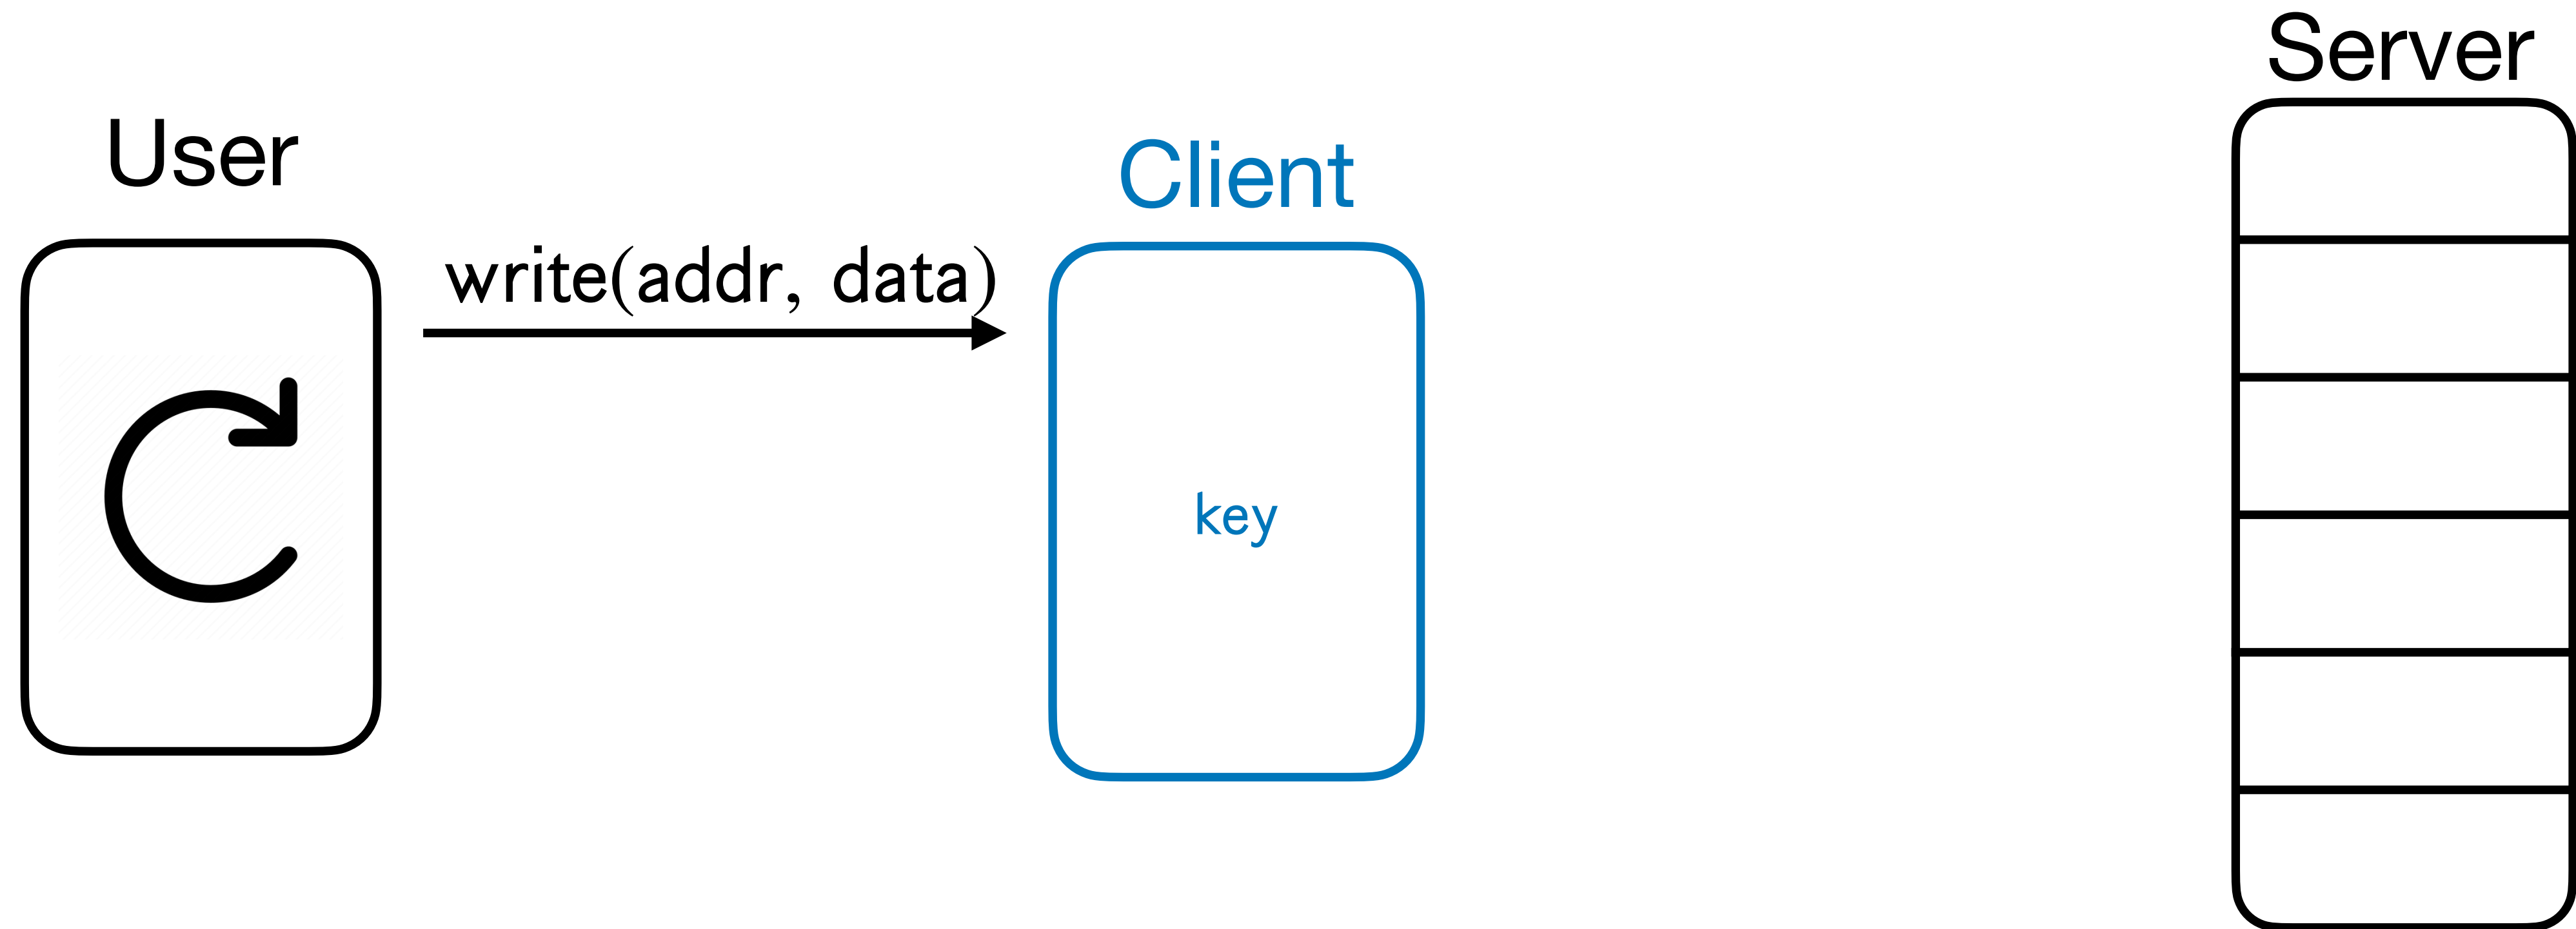 Server
User
Client
write(addr, data)
key